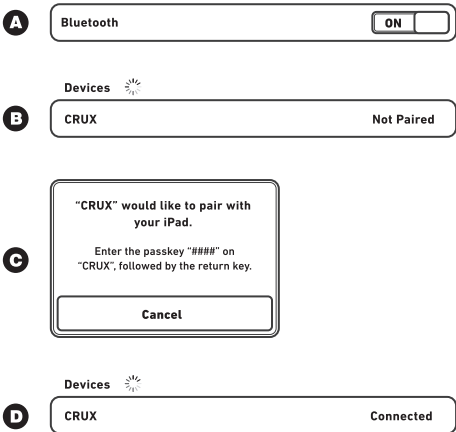 A
Bluetooth ON
Devices
B
CRUX Not Paired
“CRUX” would like to pair with
your iPad.
C
Enter the passkey “####” on
“CRUX”, followed by the return key.
Cancel
Devices
D
CRUX Connected